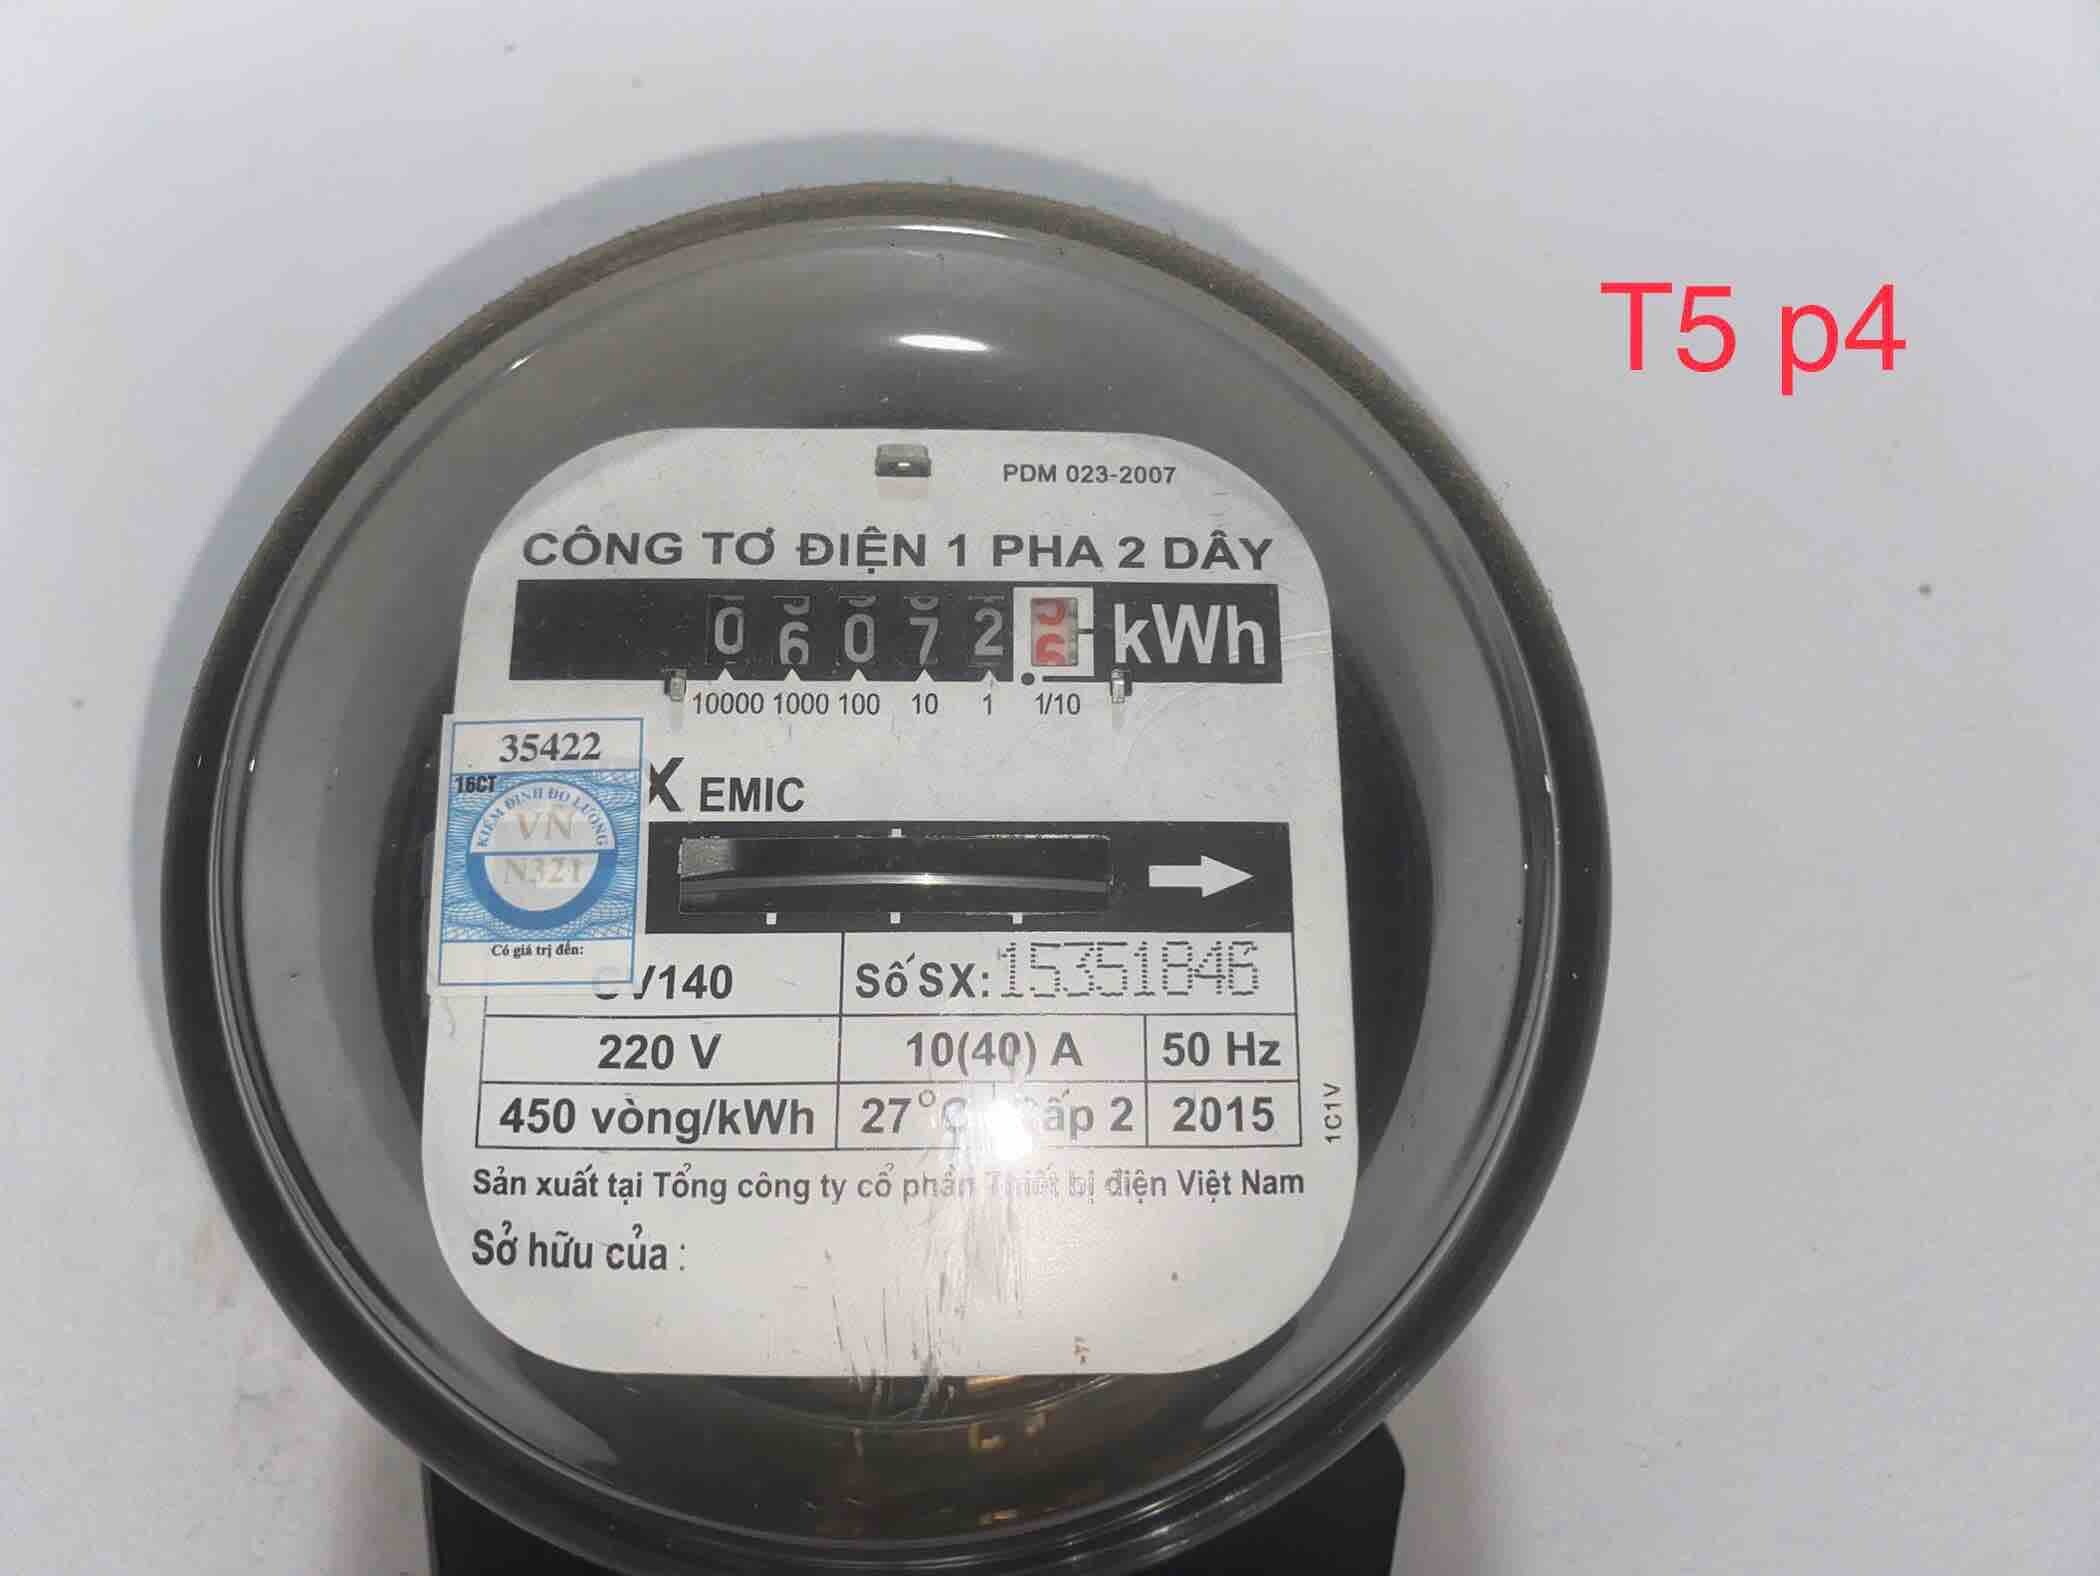 T5 p4
PDM 023-2007
CÔNG TƠ ĐIỆN 1 PHA 2 DÂY
0 6 0 7 2 kWh
10000 1000 100 10 1 1/10
35422
16CT
KIỂM ĐỊNH ĐO LƯỜNG
VN
N321
Có giá trị đến:
EMIC
CV140 Số SX: 15351846
220 V 10(40) A 50 Hz
450 vòng/kWh 27°C Cấp 2 2015
1C1V
Sản xuất tại Tổng công ty cổ phần Thiết bị điện Việt Nam
Sở hữu của :